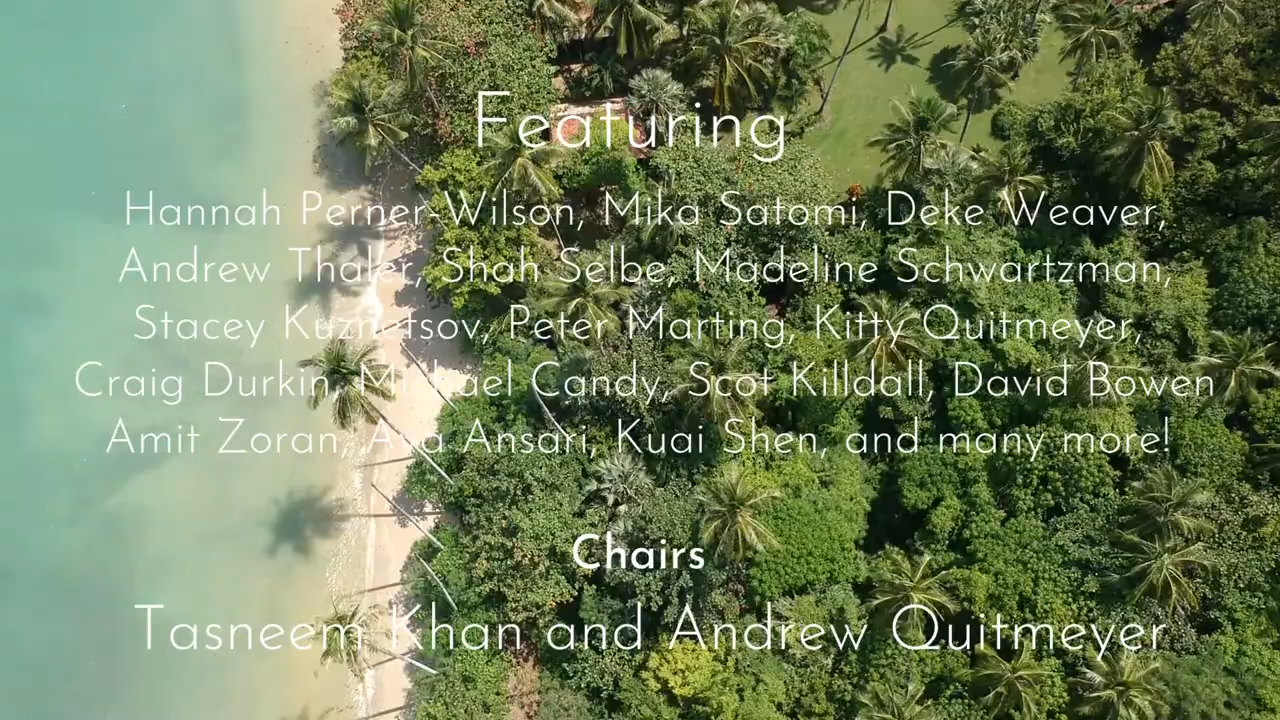 Featuring
Hannah Perner-Wilson, Mika Satomi, Deke Weaver,
Andrew Thaler, Shah Selbe, Madeline Schwartzman,
Stacey Kuznetsov, Peter Marting, Kitty Quitmeyer,
Craig Durkin, Michael Candy, Scot Killdall, David Bowen
Amit Zoran, Aya Ansari, Kuai Shen, and many more!
Chairs
Tasneem Khan and Andrew Quitmeyer